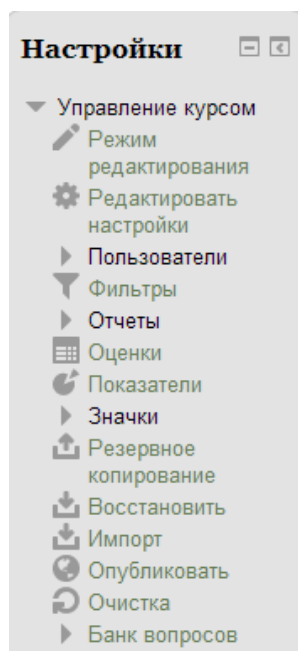 Настройки
Управление курсом
Режим
редактирования
Редактировать
настройки
Пользователи
Фильтры
Отчеты
Оценки
Показатели
Значки
Резервное
копирование
Восстановить
Импорт
Опубликовать
Очистка
Банк вопросов